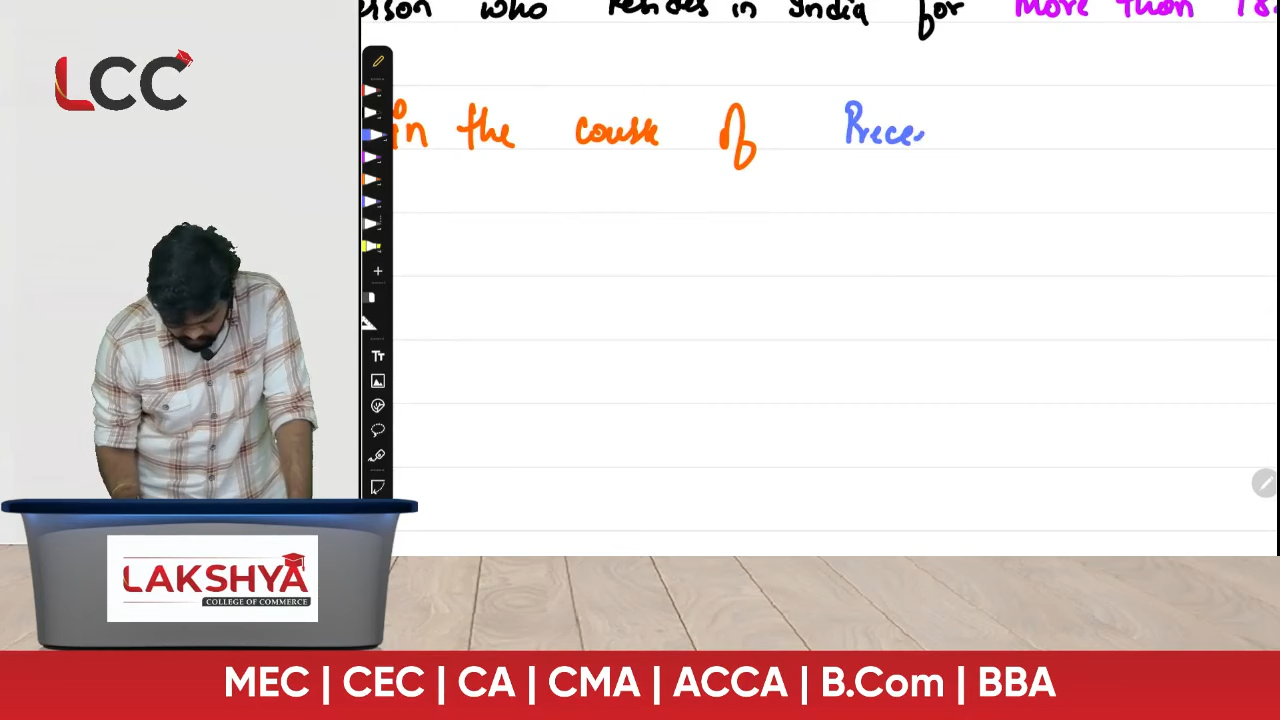 who resides in India for more than
LCC
in the course of
LAKSHYA
COLLEGE OF COMMERCE
MEC | CEC | CA | CMA | ACCA | B.Com | BBA